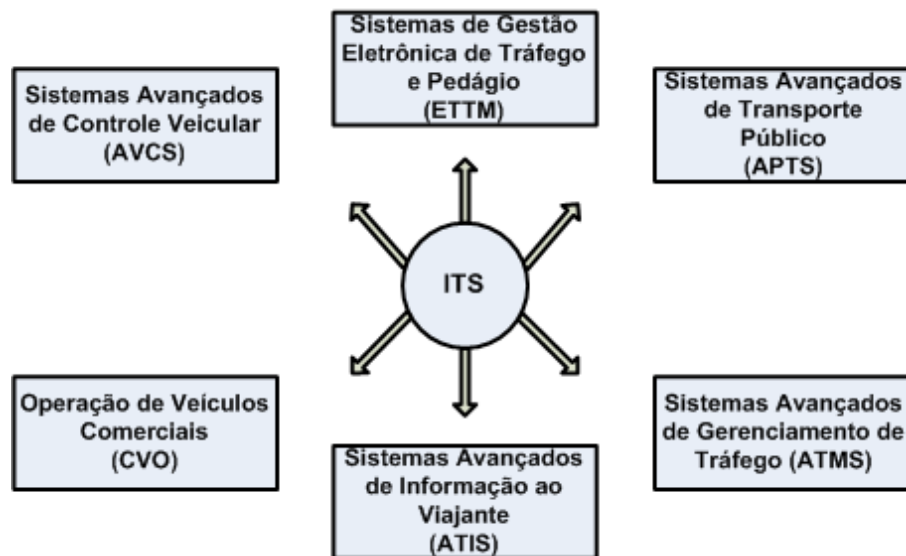 Sistemas de Gestão
Eletrônica de Tráfego
e Pedágio
(ETTM)
Sistemas Avançados
de Controle Veicular
(AVCS)
Sistemas Avançados
de Transporte
Público
(APTS)
ITS
Operação de Veículos
Comerciais
(CVO)
Sistemas Avançados
de Gerenciamento de
Tráfego (ATMS)
Sistemas Avançados
de Informação ao
Viajante
(ATIS)